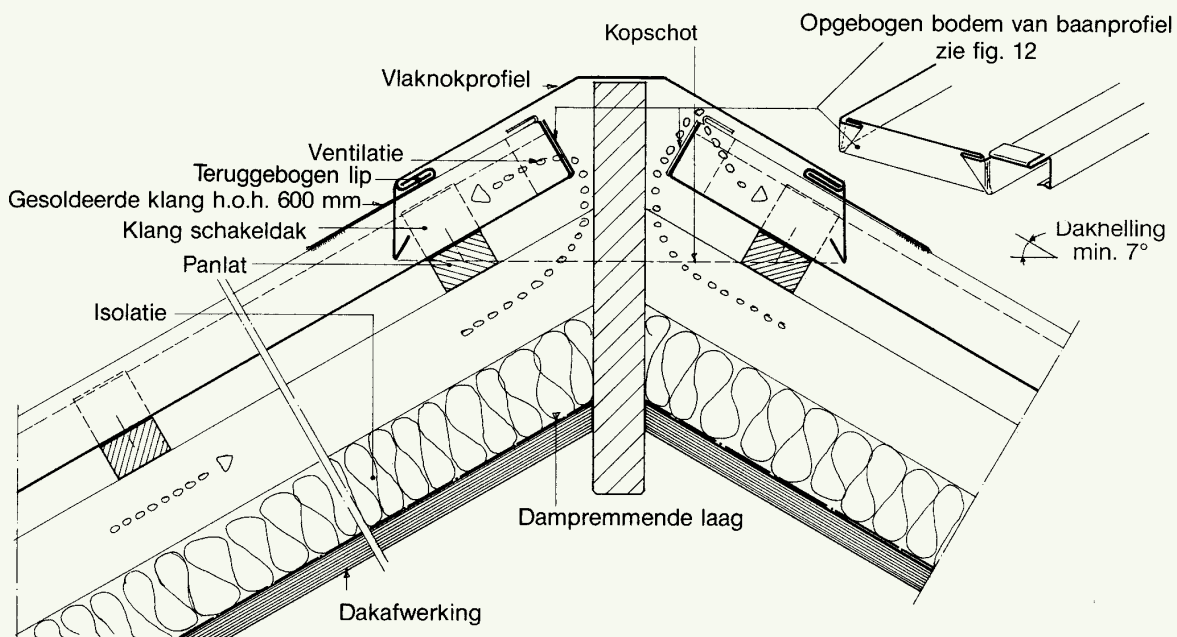 Opgebogen bodem van baanprofiel
zie fig. 12
Kopschot
Vlaknokprofiel
Ventilatie
Teruggebogen lip
Gesoldeerde klang h.o.h. 600 mm
Klang schakeldak
Panlat
Isolatie
Dakhelling
min. 7°
Dampremmende laag
Dakafwerking